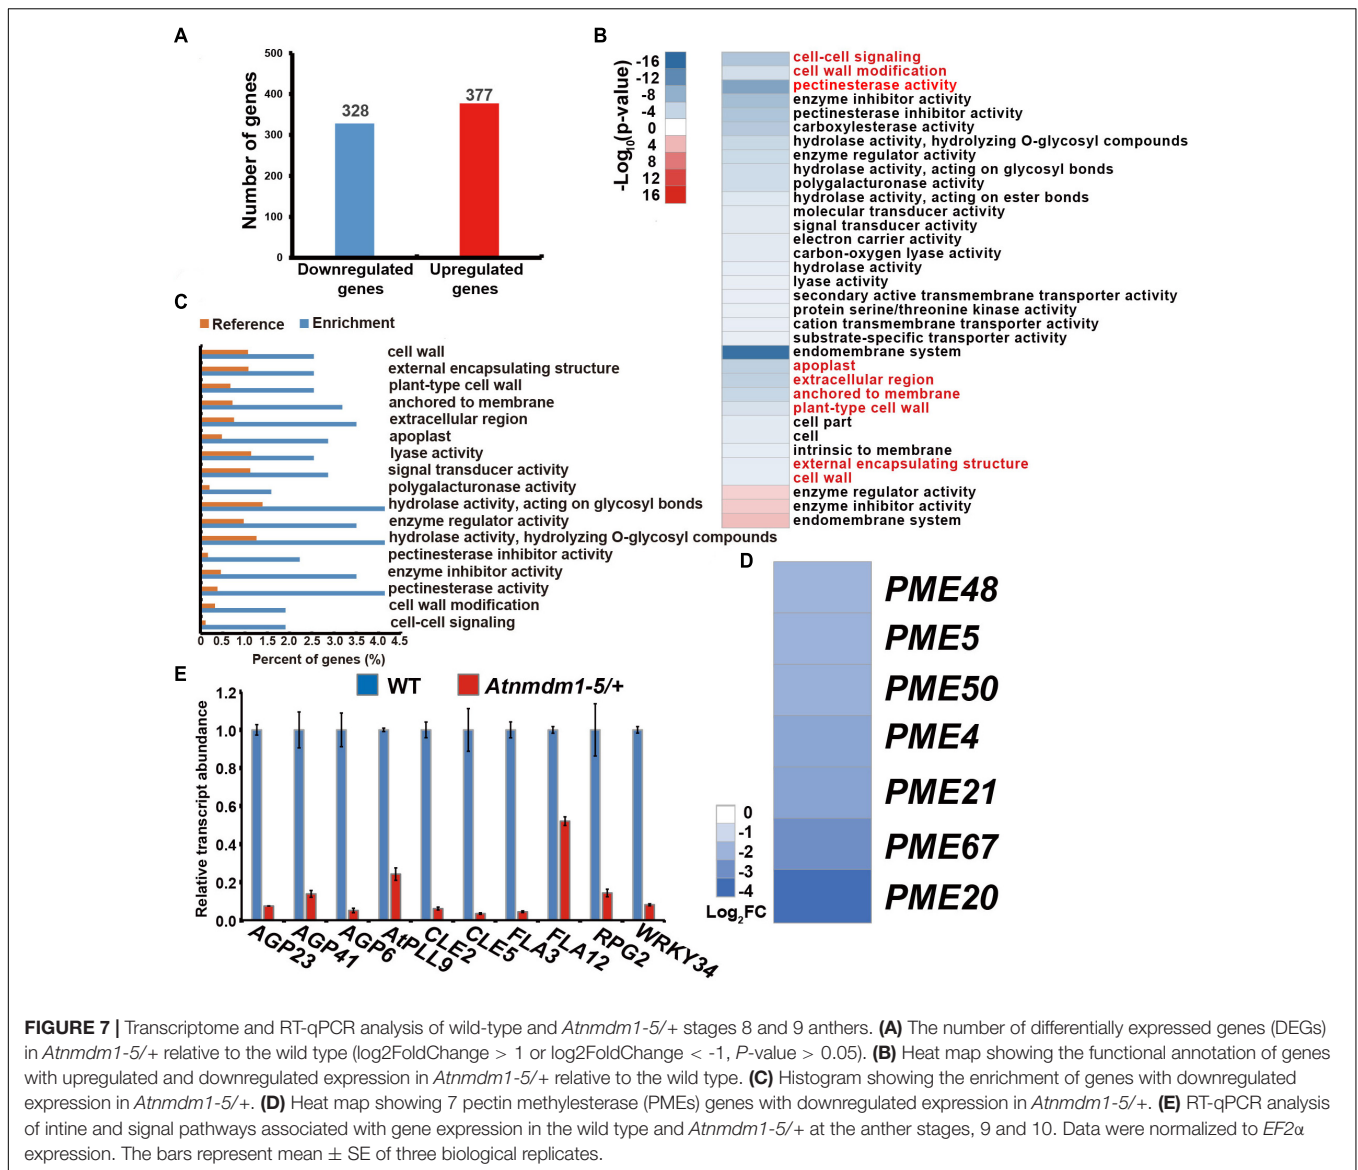 A
Number of genes
500
400
300
200
100
0
328
377
Downregulated genes
Upregulated genes
B
-Log10(p-value)
-16
-12
-8
-4
0
4
8
12
16
cell-cell signaling
cell wall modification
pectinesterase activity
enzyme inhibitor activity
pectinesterase inhibitor activity
carboxylesterase activity
hydrolase activity, hydrolyzing O-glycosyl compounds
enzyme regulator activity
hydrolase activity, acting on glycosyl bonds
polygalacturonase activity
hydrolase activity, acting on ester bonds
molecular transducer activity
signal transducer activity
electron carrier activity
carbon-oxygen lyase activity
hydrolase activity
lyase activity
secondary active transmembrane transporter activity
protein serine/threonine kinase activity
cation transmembrane transporter activity
substrate-specific transporter activity
endomembrane system
apoplast
extracellular region
anchored to membrane
plant-type cell wall
cell part
cell
intrinsic to membrane
external encapsulating structure
cell wall
enzyme regulator activity
enzyme inhibitor activity
endomembrane system
C
Reference Enrichment
cell wall
external encapsulating structure
plant-type cell wall
anchored to membrane
extracellular region
apoplast
lyase activity
signal transducer activity
polygalacturonase activity
hydrolase activity, acting on glycosyl bonds
enzyme regulator activity
hydrolase activity, hydrolyzing O-glycosyl compounds
pectinesterase inhibitor activity
enzyme inhibitor activity
pectinesterase activity
cell wall modification
cell-cell signaling
0 0.5 1.0 1.5 2.0 2.5 3.0 3.5 4.0 4.5
Percent of genes (%)
D
PME48
PME5
PME50
PME4
PME21
PME67
PME20
0
-1
-2
-3
-4
Log2FC
E
WT Atnmdm1-5/+
Relative transcript abundance
1.2
1.0
0.8
0.6
0.4
0.2
0.0
AGP23 AGP41 AGP6 AtPLL9 CLE2 CLE5 FLA3 FLA12 RPG2 WRKY34
FIGURE 7 | Transcriptome and RT-qPCR analysis of wild-type and Atnmdm1-5/+ stages 8 and 9 anthers. (A) The number of differentially expressed genes (DEGs)
in Atnmdm1-5/+ relative to the wild type (log2FoldChange > 1 or log2FoldChange < -1, P-value > 0.05). (B) Heat map showing the functional annotation of genes
with upregulated and downregulated expression in Atnmdm1-5/+ relative to the wild type. (C) Histogram showing the enrichment of genes with downregulated
expression in Atnmdm1-5/+. (D) Heat map showing 7 pectin methylesterase (PMEs) genes with downregulated expression in Atnmdm1-5/+. (E) RT-qPCR analysis
of intine and signal pathways associated with gene expression in the wild type and Atnmdm1-5/+ at the anther stages, 9 and 10. Data were normalized to EF2α
expression. The bars represent mean ± SE of three biological replicates.